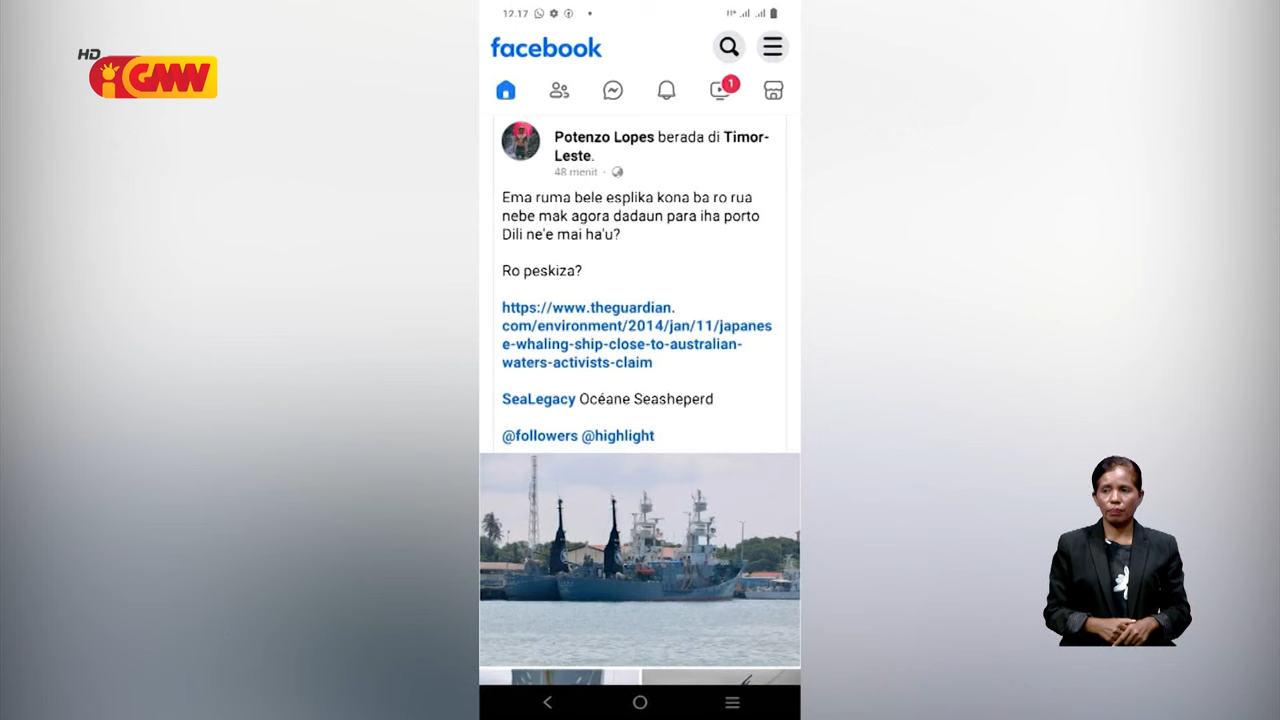 HD
GMW
12.17
facebook
1
Potenzo Lopes berada di Timor-
Leste.
48 menit ·
Ema ruma bele esplika kona ba ro rua
nebe mak agora dadaun para iha porto
Dili ne'e mai ha'u?
Ro peskiza?
https://www.theguardian.
com/environment/2014/jan/11/japanes
e-whaling-ship-close-to-australian-
waters-activists-claim
SeaLegacy Océane Seasheperd
@followers @highlight